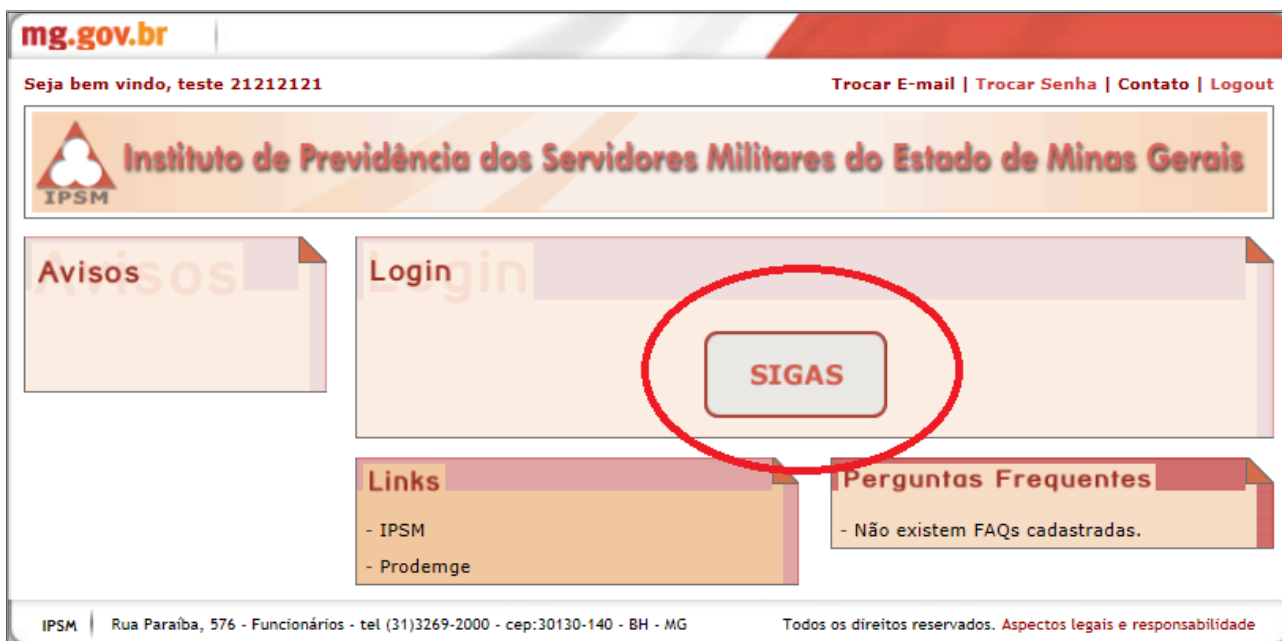 mg.gov.br
Seja bem vindo, teste 21212121
Trocar E-mail | Trocar Senha | Contato | Logout
IPSM
Instituto de Previdência dos Servidores Militares do Estado de Minas Gerais
Avisos
Avisos
Login
Login
SIGAS
Links
- IPSM
- Prodemge
Perguntas Frequentes
- Não existem FAQs cadastradas.
IPSM | Rua Paraíba, 576 - Funcionários - tel (31)3269-2000 - cep:30130-140 - BH - MG
Todos os direitos reservados. Aspectos legais e responsabilidade